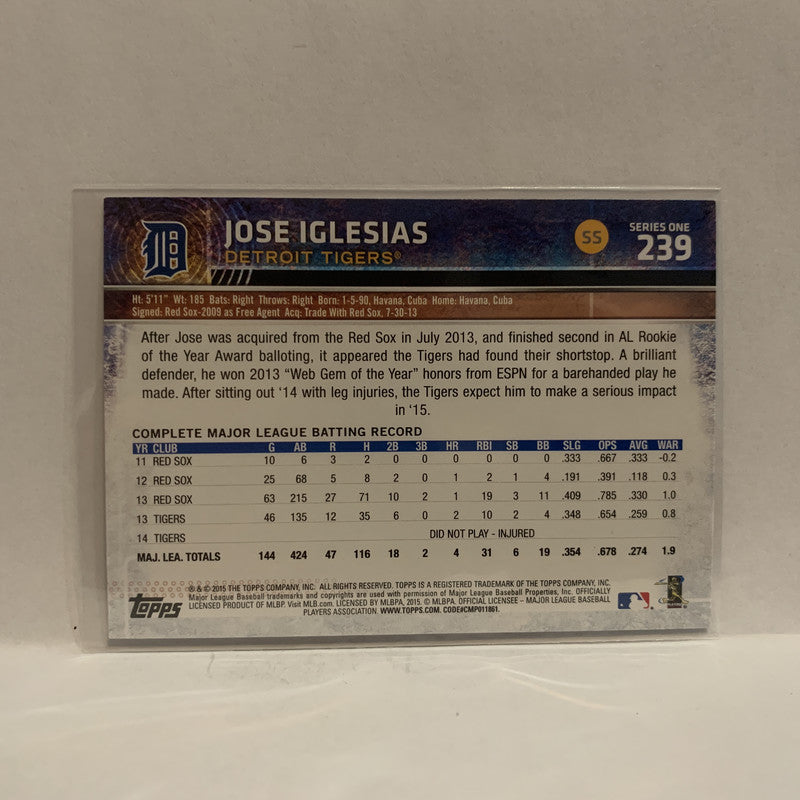 JOSE IGLESIAS
DETROIT TIGERS®
SS
SERIES ONE
239
Ht: 5'11" Wt: 185 Bats: Right Throws: Right Born: 1-5-90, Havana, Cuba Home: Havana, Cuba
Signed: Red Sox-2009 as Free Agent Acq: Trade With Red Sox, 7-30-13
After Jose was acquired from the Red Sox in July 2013, and finished second in AL Rookie
of the Year Award balloting, it appeared the Tigers had found their shortstop. A brilliant
defender, he won 2013 “Web Gem of the Year” honors from ESPN for a barehanded play he
made. After sitting out ‘14 with leg injuries, the Tigers expect him to make a serious impact
in ‘15.
COMPLETE MAJOR LEAGUE BATTING RECORD
YR CLUB G AB R H 2B 3B HR RBI SB BB SLG OPS AVG WAR
11 RED SOX 10 6 3 2 0 0 0 0 0 0 .333 .667 .333 -0.2
12 RED SOX 25 68 5 8 2 0 1 2 1 4 .191 .391 .118 0.3
13 RED SOX 63 215 27 71 10 2 1 19 3 11 .409 .785 .330 1.0
13 TIGERS 46 135 12 35 6 0 2 10 2 4 .348 .654 .259 0.8
14 TIGERS DID NOT PLAY - INJURED
MAJ. LEA. TOTALS 144 424 47 116 18 2 4 31 6 19 .354 .678 .274 1.9
topps
® & © 2015 THE TOPPS COMPANY, INC. ALL RIGHTS RESERVED. TOPPS IS A REGISTERED TRADEMARK OF THE TOPPS COMPANY, INC.
Major League Baseball trademarks and copyrights are used with permission of Major League Baseball Properties, Inc. OFFICIALLY
LICENSED PRODUCT OF MLBP. Visit MLB.com. LICENSED BY MLBPA, 2015. © MLBPA. OFFICIAL LICENSEE – MAJOR LEAGUE BASEBALL
PLAYERS ASSOCIATION. WWW.TOPPS.COM. CODE#CMP011861.